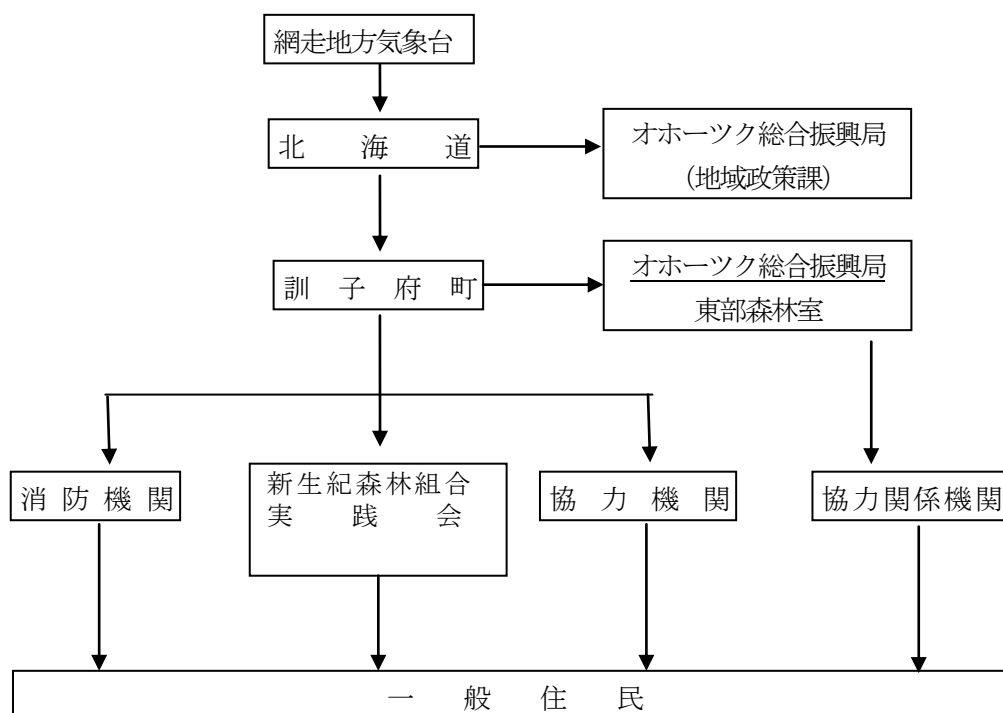 網走地方気象台
北海道
オホーツク総合振興局
(地域政策課)
訓子府町
オホーツク総合振興局
東部森林室
消防機関
新生紀森林組合
実践会
協力機関
協力関係機関
一般住民